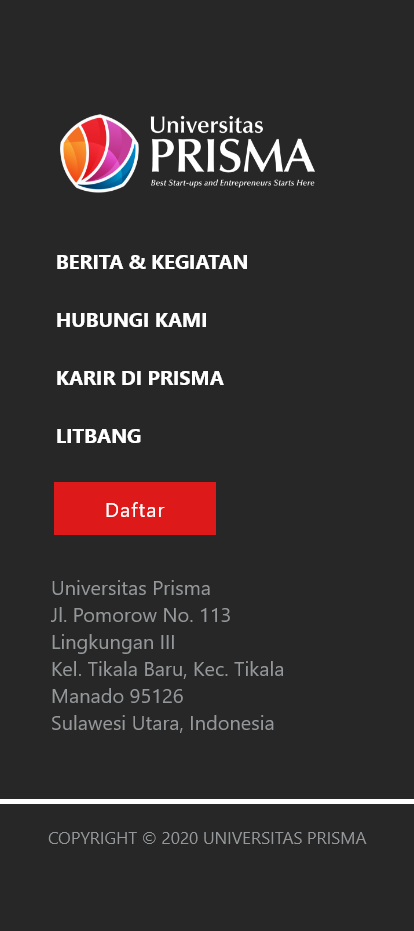 Universitas
PRISMA
Best Start-ups and Entrepreneurs Starts Here
BERITA & KEGIATAN
HUBUNGI KAMI
KARIR DI PRISMA
LITBANG
Daftar
Universitas Prisma
Jl. Pomorow No. 113
Lingkungan III
Kel. Tikala Baru, Kec. Tikala
Manado 95126
Sulawesi Utara, Indonesia
COPYRIGHT © 2020 UNIVERSITAS PRISMA